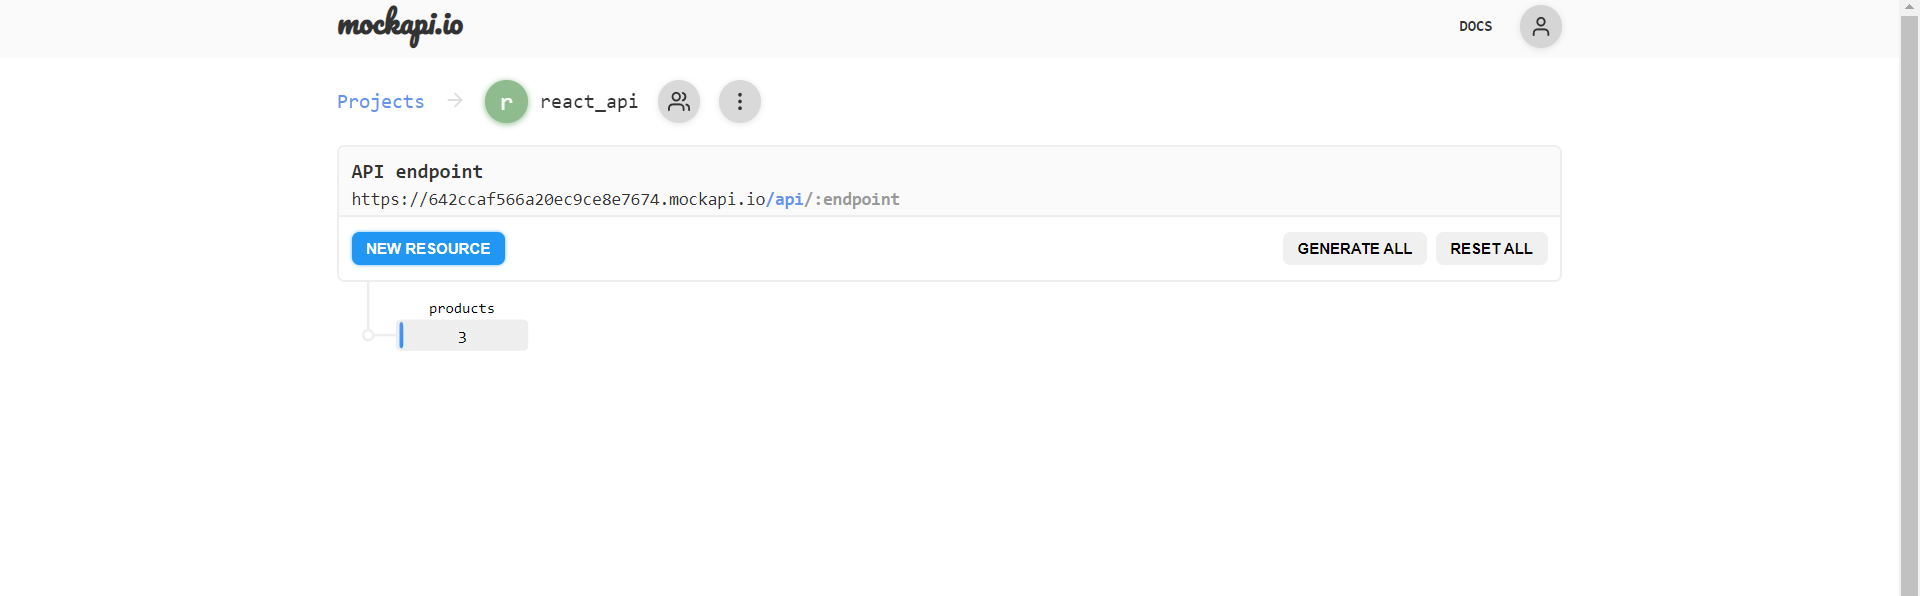 mockapi.io
DOCS
Projects → r react_api
API endpoint
https://642ccaf566a20ec9ce8e7674.mockapi.io/api/:endpoint
NEW RESOURCE GENERATE ALL RESET ALL
products
3